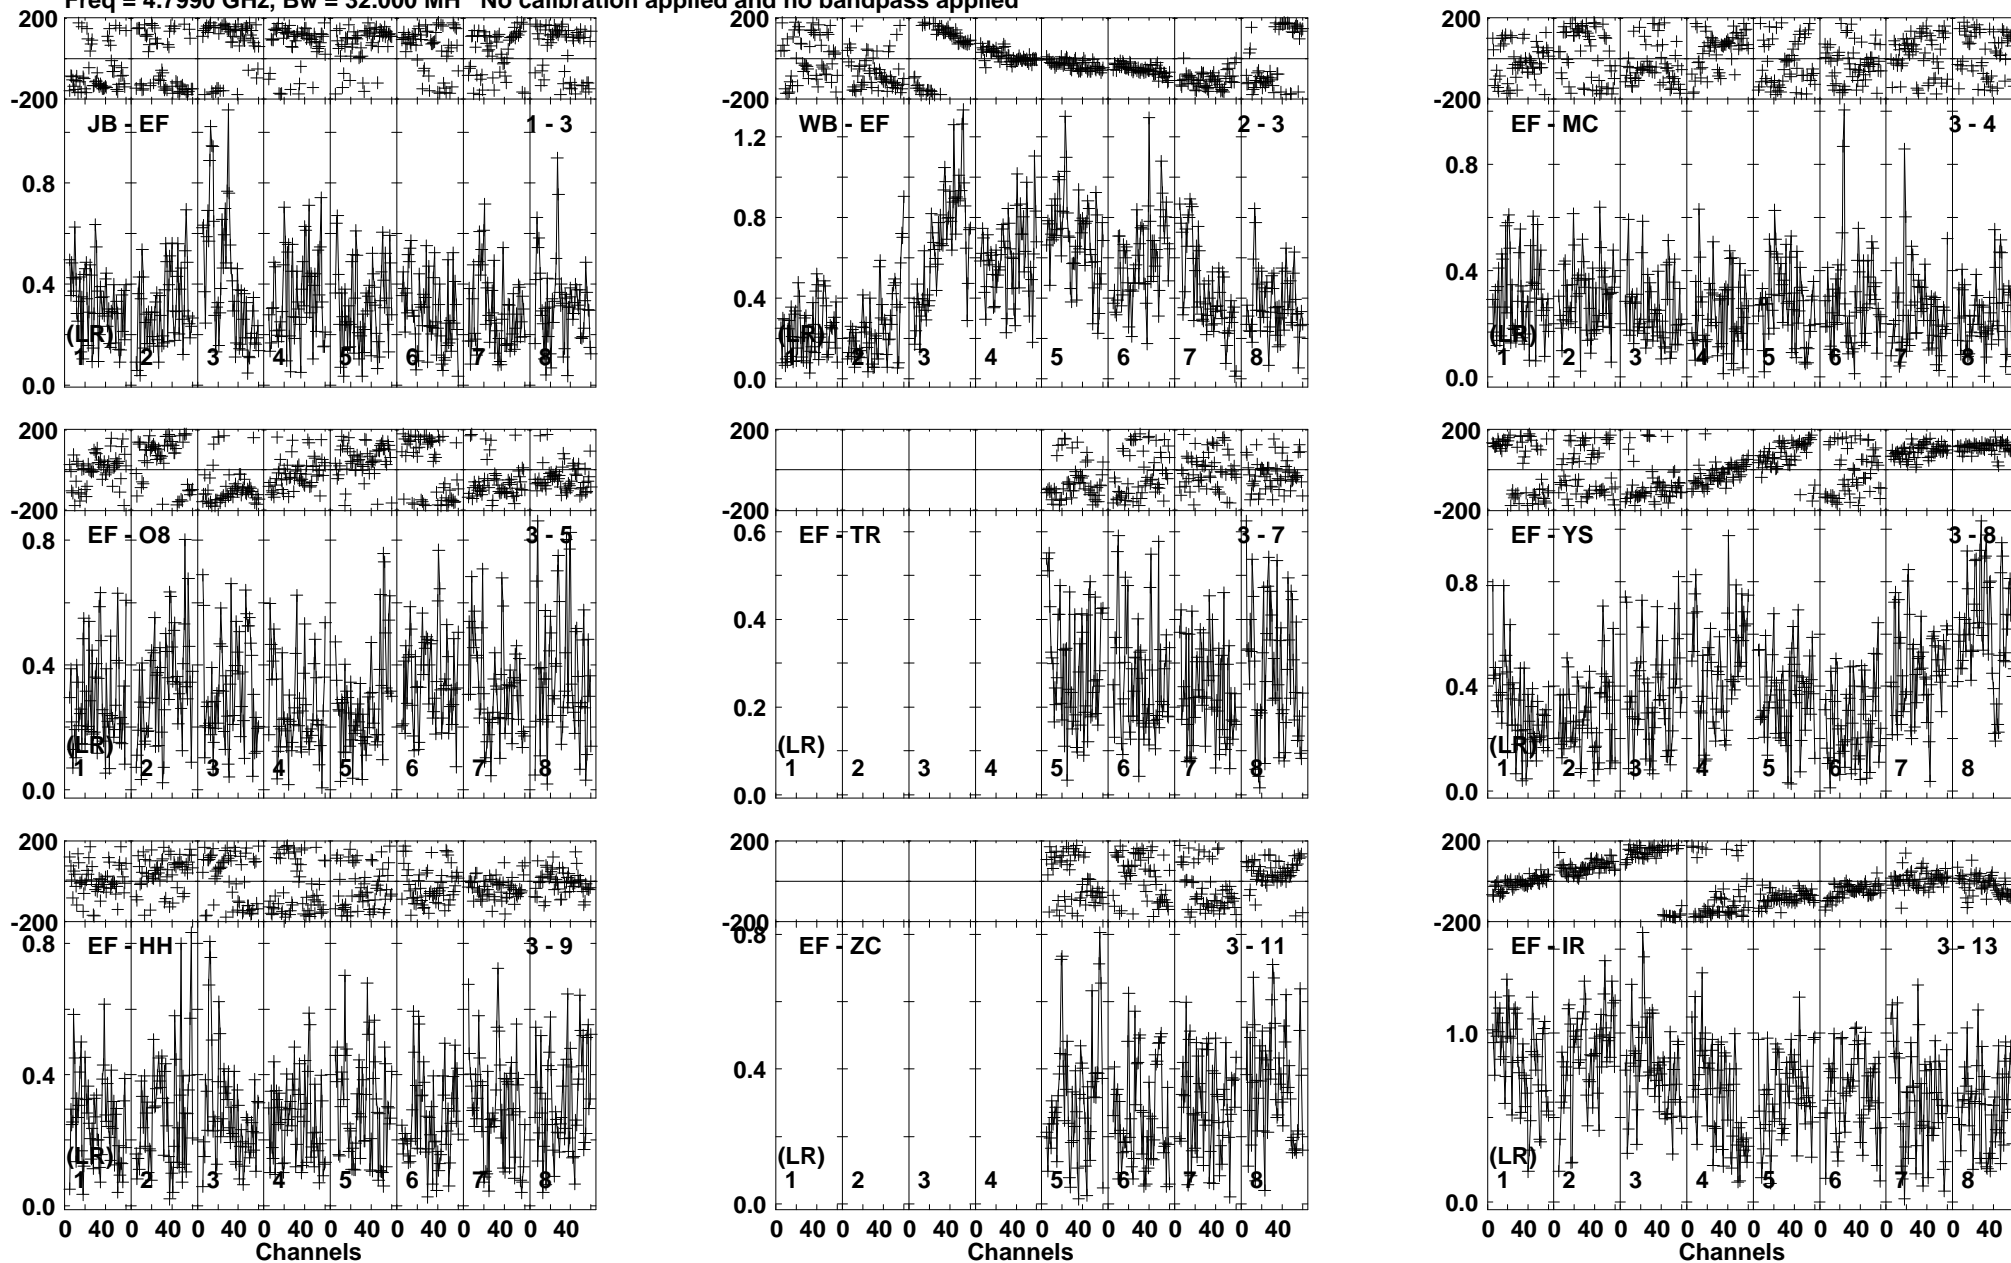 Freq = 4.7990 GHz, Bw = 32.000 MH No calibration applied and no bandpass applied
200
-200
JB - EF 1 - 3
0.8
0.4
0.0
(LR)
1 2 3 4 5 6 7 8
200
-200
WB - EF 2 - 3
1.2
0.8
0.4
0.0
(LR)
1 2 3 4 5 6 7 8
200
-200
EF - MC 3 - 4
0.8
0.4
0.0
(LR)
1 2 3 4 5 6 7 8
200
-200
EF - O8 3 - 5
0.8
0.4
0.0
(LR)
1 2 3 4 5 6 7 8
200
-200
EF - TR 3 - 7
0.6
0.4
0.2
0.0
(LR)
1 2 3 4 5 6 7 8
200
-200
EF - YS 3 - 8
0.8
0.4
0.0
(LR)
1 2 3 4 5 6 7 8
200
-200
EF - HH 3 - 9
0.8
0.4
0.0
(LR)
1 2 3 4 5 6 7 8
0 40 0 40 0 40 0 40 0 40 0 40 0 40 0 40
Channels
200
-200
EF - ZC 3 - 11
0.8
0.4
0.0
(LR)
1 2 3 4 5 6 7 8
0 40 0 40 0 40 0 40 0 40 0 40 0 40 0 40
Channels
200
-200
EF - IR 3 - 13
1.0
0.0
(LR)
1 2 3 4 5 6 7 8
0 40 0 40 0 40 0 40 0 40 0 40 0 40 0 40
Channels